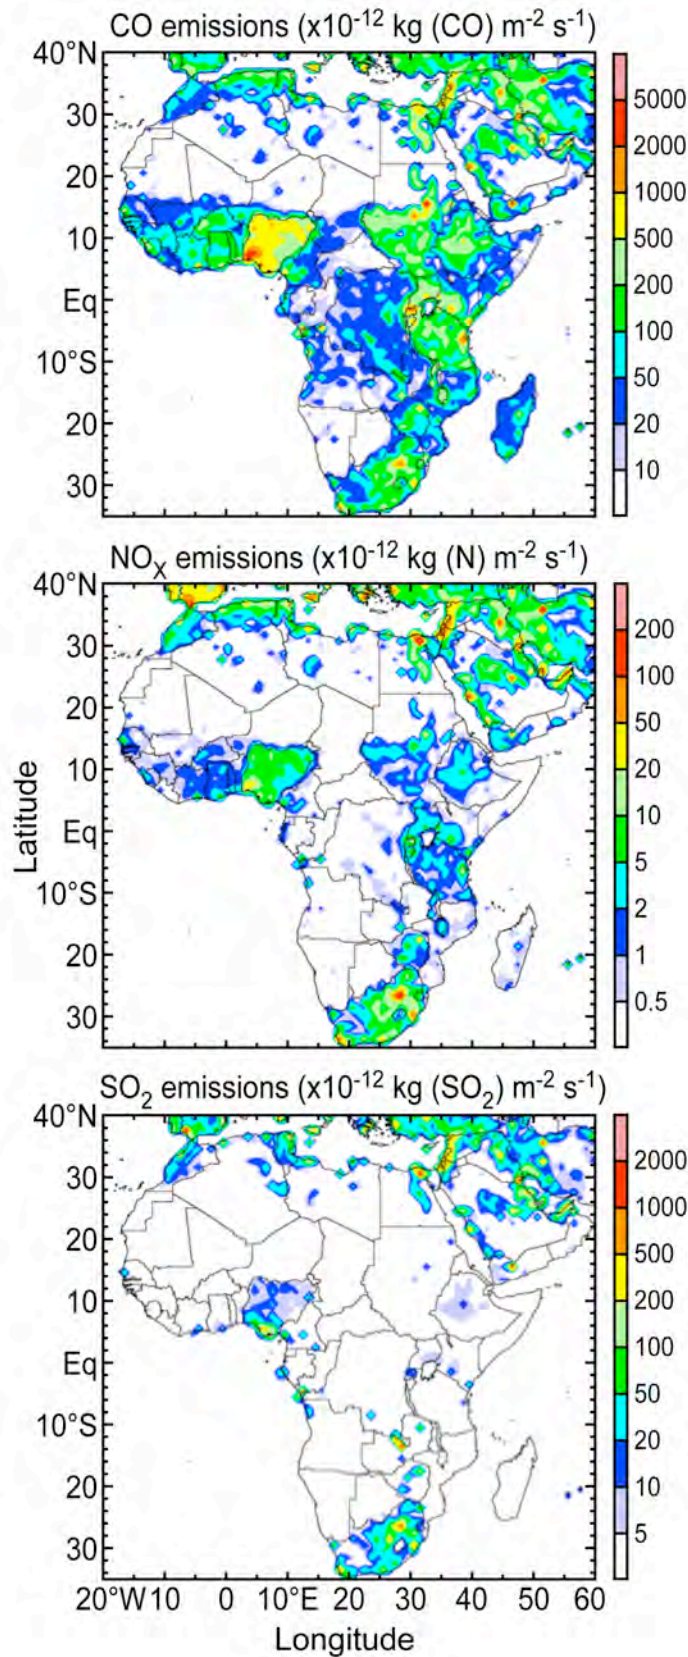 CO emissions (x10⁻¹² kg (CO) m⁻² s⁻¹)
40°N
30
20
10
Eq
10°S
20
30
5000
2000
1000
500
200
100
50
20
10
NOX emissions (x10⁻¹² kg (N) m⁻² s⁻¹)
40°N
30
20
10
Eq
10°S
20
30
Latitude
200
100
50
20
10
5
2
1
0.5
SO₂ emissions (x10⁻¹² kg (SO₂) m⁻² s⁻¹)
40°N
30
20
10
Eq
10°S
20
30
2000
1000
500
200
100
50
20
10
5
20°W 10 0 10°E 20 30 40 50 60
Longitude